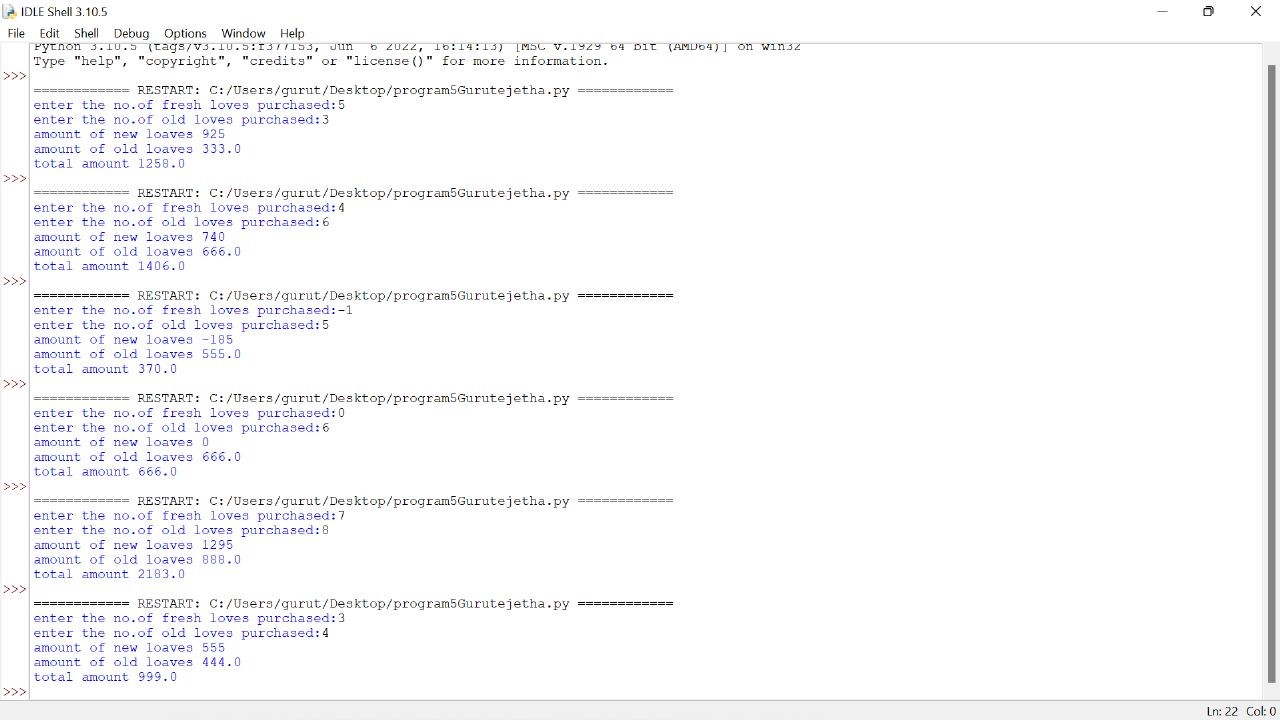 IDLE Shell 3.10.5
File Edit Shell Debug Options Window Help
Python 3.10.5 (tags/v3.10.5:f377153, Jun  6 2022, 16:14:13) [MSC v.1929 64 bit (AMD64)] on win32
Type "help", "copyright", "credits" or "license()" for more information.
>>>
============ RESTART: C:/Users/gurut/Desktop/program5Gurutejetha.py ============
enter the no.of fresh loves purchased:5
enter the no.of old loves purchased:3
amount of new loaves 925
amount of old loaves 333.0
total amount 1258.0
>>>
============ RESTART: C:/Users/gurut/Desktop/program5Gurutejetha.py ============
enter the no.of fresh loves purchased:4
enter the no.of old loves purchased:6
amount of new loaves 740
amount of old loaves 666.0
total amount 1406.0
>>>
============ RESTART: C:/Users/gurut/Desktop/program5Gurutejetha.py ============
enter the no.of fresh loves purchased:-1
enter the no.of old loves purchased:5
amount of new loaves -185
amount of old loaves 555.0
total amount 370.0
>>>
============ RESTART: C:/Users/gurut/Desktop/program5Gurutejetha.py ============
enter the no.of fresh loves purchased:0
enter the no.of old loves purchased:6
amount of new loaves 0
amount of old loaves 666.0
total amount 666.0
>>>
============ RESTART: C:/Users/gurut/Desktop/program5Gurutejetha.py ============
enter the no.of fresh loves purchased:7
enter the no.of old loves purchased:8
amount of new loaves 1295
amount of old loaves 888.0
total amount 2183.0
>>>
============ RESTART: C:/Users/gurut/Desktop/program5Gurutejetha.py ============
enter the no.of fresh loves purchased:3
enter the no.of old loves purchased:4
amount of new loaves 555
amount of old loaves 444.0
total amount 999.0
>>>
Ln: 22 Col: 0